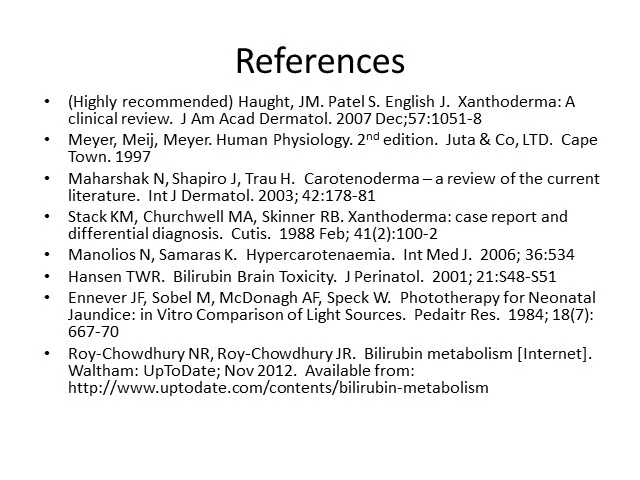 References
• (Highly recommended) Haught, JM. Patel S. English J. Xanthoderma: A
clinical review. J Am Acad Dermatol. 2007 Dec;57:1051-8
• Meyer, Meij, Meyer. Human Physiology. 2nd edition. Juta & Co, LTD. Cape
Town. 1997
• Maharshak N, Shapiro J, Trau H. Carotenoderma – a review of the current
literature. Int J Dermatol. 2003; 42:178-81
• Stack KM, Churchwell MA, Skinner RB. Xanthoderma: case report and
differential diagnosis. Cutis. 1988 Feb; 41(2):100-2
• Manolios N, Samaras K. Hypercarotenaemia. Int Med J. 2006; 36:534
• Hansen TWR. Bilirubin Brain Toxicity. J Perinatol. 2001; 21:S48-S51
• Ennever JF, Sobel M, McDonagh AF, Speck W. Phototherapy for Neonatal
Jaundice: in Vitro Comparison of Light Sources. Pedaitr Res. 1984; 18(7):
667-70
• Roy-Chowdhury NR, Roy-Chowdhury JR. Bilirubin metabolism [Internet].
Waltham: UpToDate; Nov 2012. Available from:
http://www.uptodate.com/contents/bilirubin-metabolism